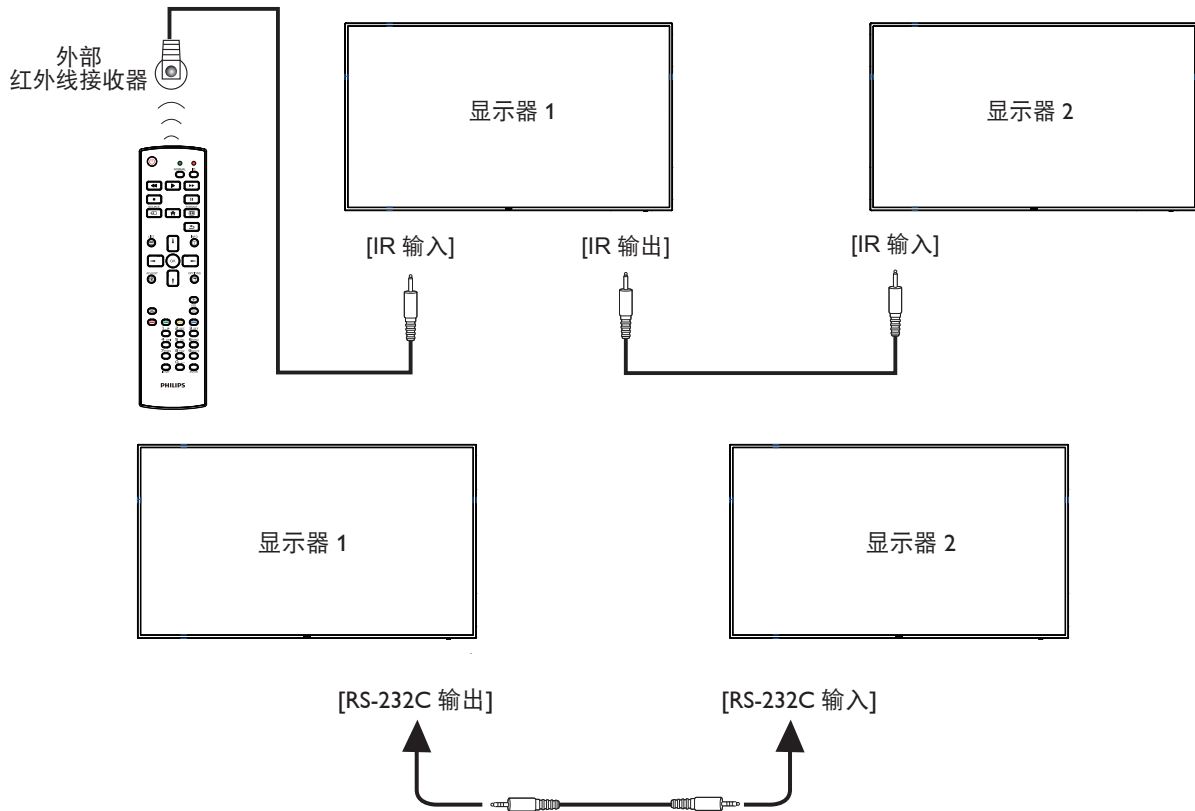 外部
红外线接收器
显示器 1
显示器 2
[IR 输入]
[IR 输出]
[IR 输入]
PHILIPS
显示器 1
显示器 2
[RS-232C 输出]
[RS-232C 输入]